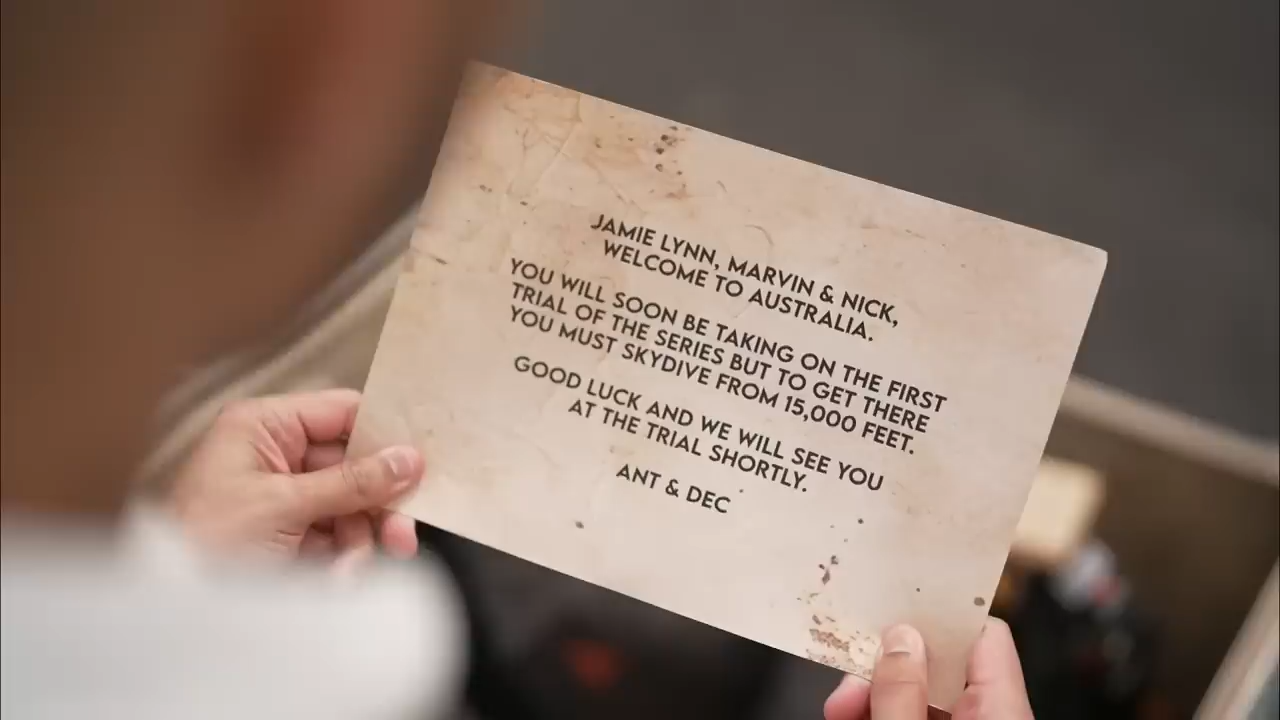 JAMIE LYNN, MARVIN & NICK,
WELCOME TO AUSTRALIA.
YOU WILL SOON BE TAKING ON THE FIRST
TRIAL OF THE SERIES BUT TO GET THERE
YOU MUST SKYDIVE FROM 15,000 FEET.
GOOD LUCK AND WE WILL SEE YOU
AT THE TRIAL SHORTLY.
ANT & DEC